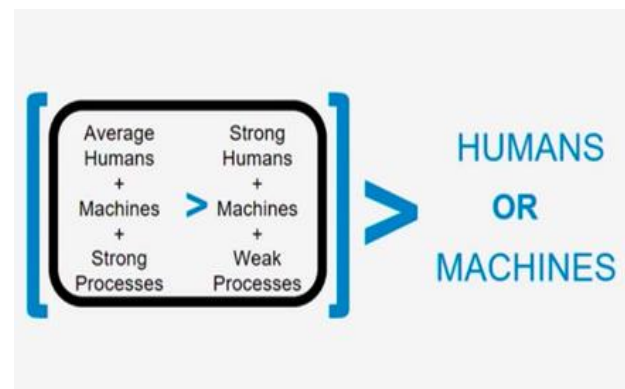 Average
Humans
+
Machines
+
Strong
Processes
>
Strong
Humans
+
Machines
+
Weak
Processes
>
HUMANS
OR
MACHINES